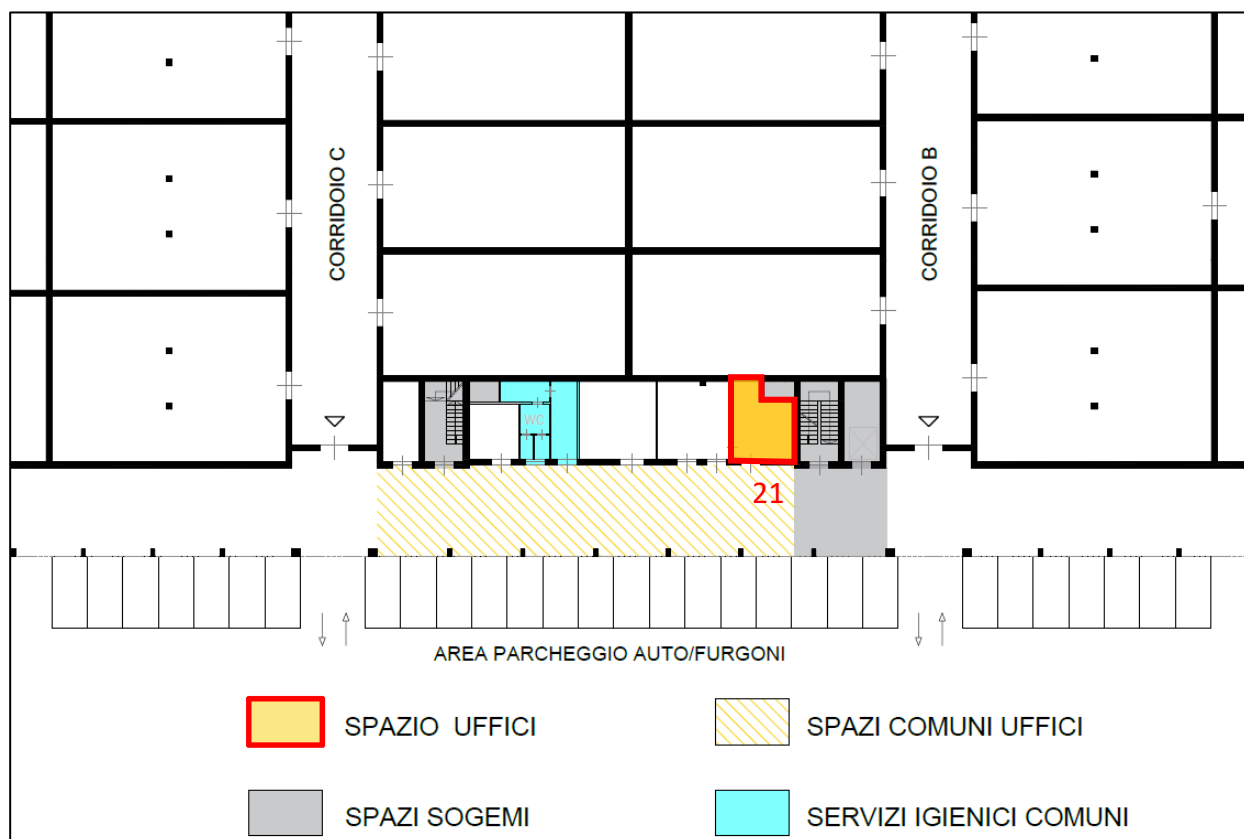 CORRIDOIO C
CORRIDOIO B
WC
21
AREA PARCHEGGIO AUTO/FURGONI
SPAZIO UFFICI
SPAZI COMUNI UFFICI
SPAZI SOGEMI
SERVIZI IGIENICI COMUNI